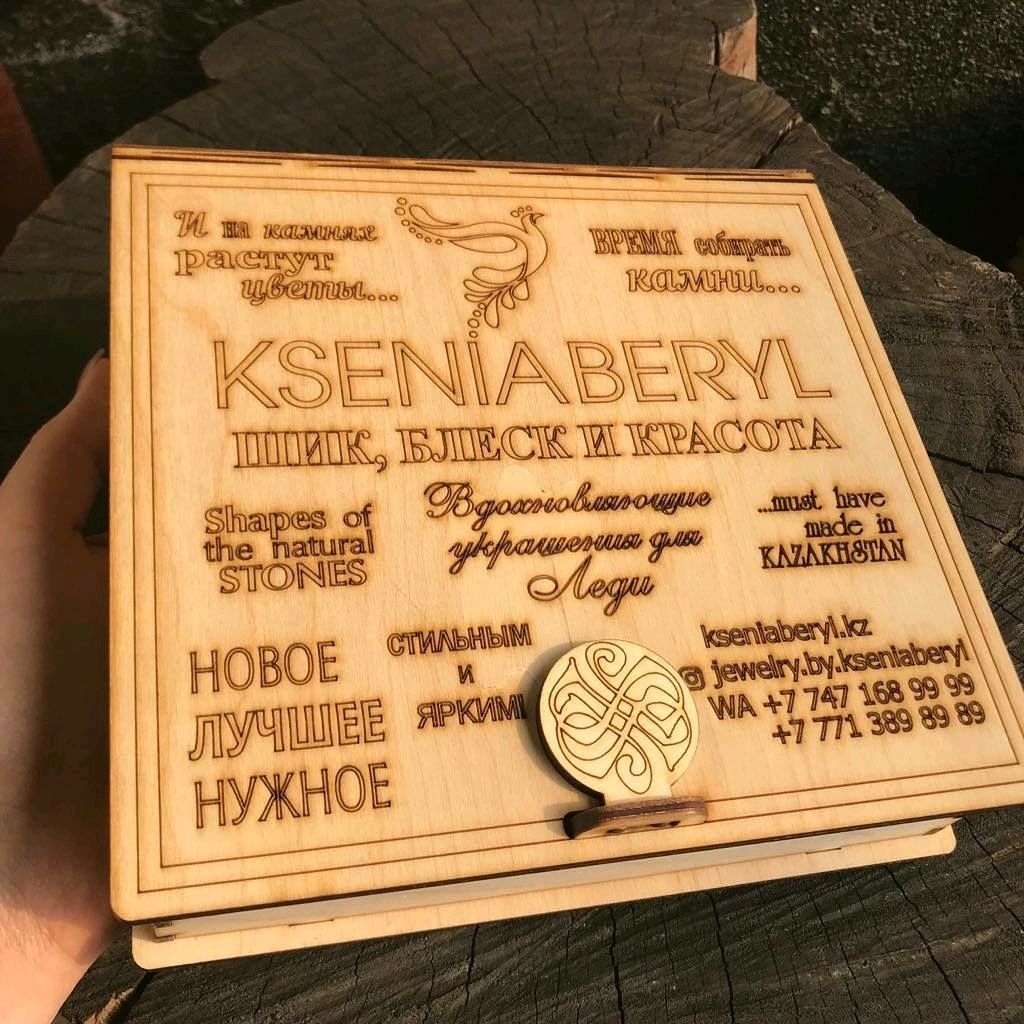 И на камнях
растут
цветы...
ВРЕМЯ собирать
камни...
KSENIABERYL
ШИК, БЛЕСК И КРАСОТА
Shapes of
the natural
STONES
Вдохновляющие
украшения для
Леди
...must have
made in
KAZAKHSTAN
НОВОЕ
ЛУЧШЕЕ
НУЖНОЕ
СТИЛЬНЫМ
И
ЯРКИМ
kseniaberyl.kz
jewelry.by.kseniaberyl
WA +7 747 168 99 99
+7 771 389 89 89